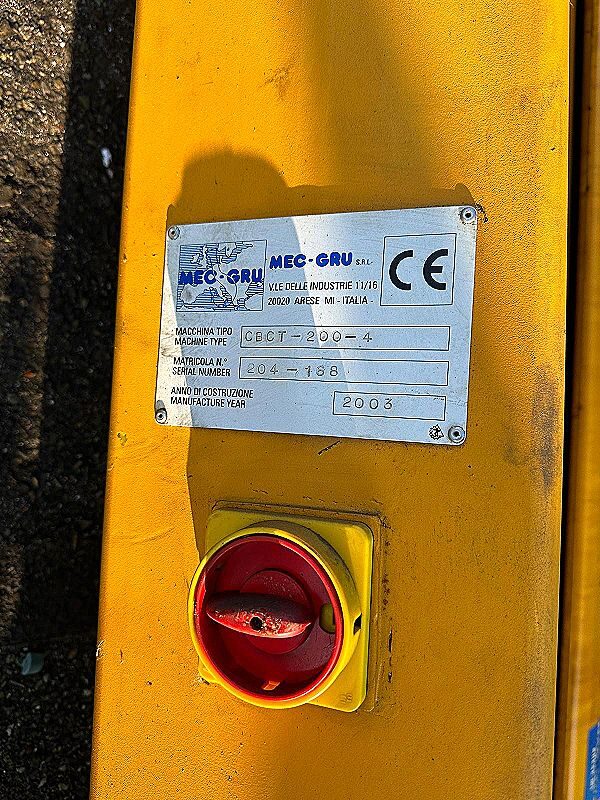 MEC-GRU
MEC-GRU S.R.L.
V.LE DELLE INDUSTRIE 11/16
20020 ARESE MI - ITALIA -
CE
MACCHINA TIPO
MACHINE TYPE
CBCT-200-4
MATRICOLA N.°
SERIAL NUMBER
204-168
ANNO DI COSTRUZIONE
MANUFACTURE YEAR
2003